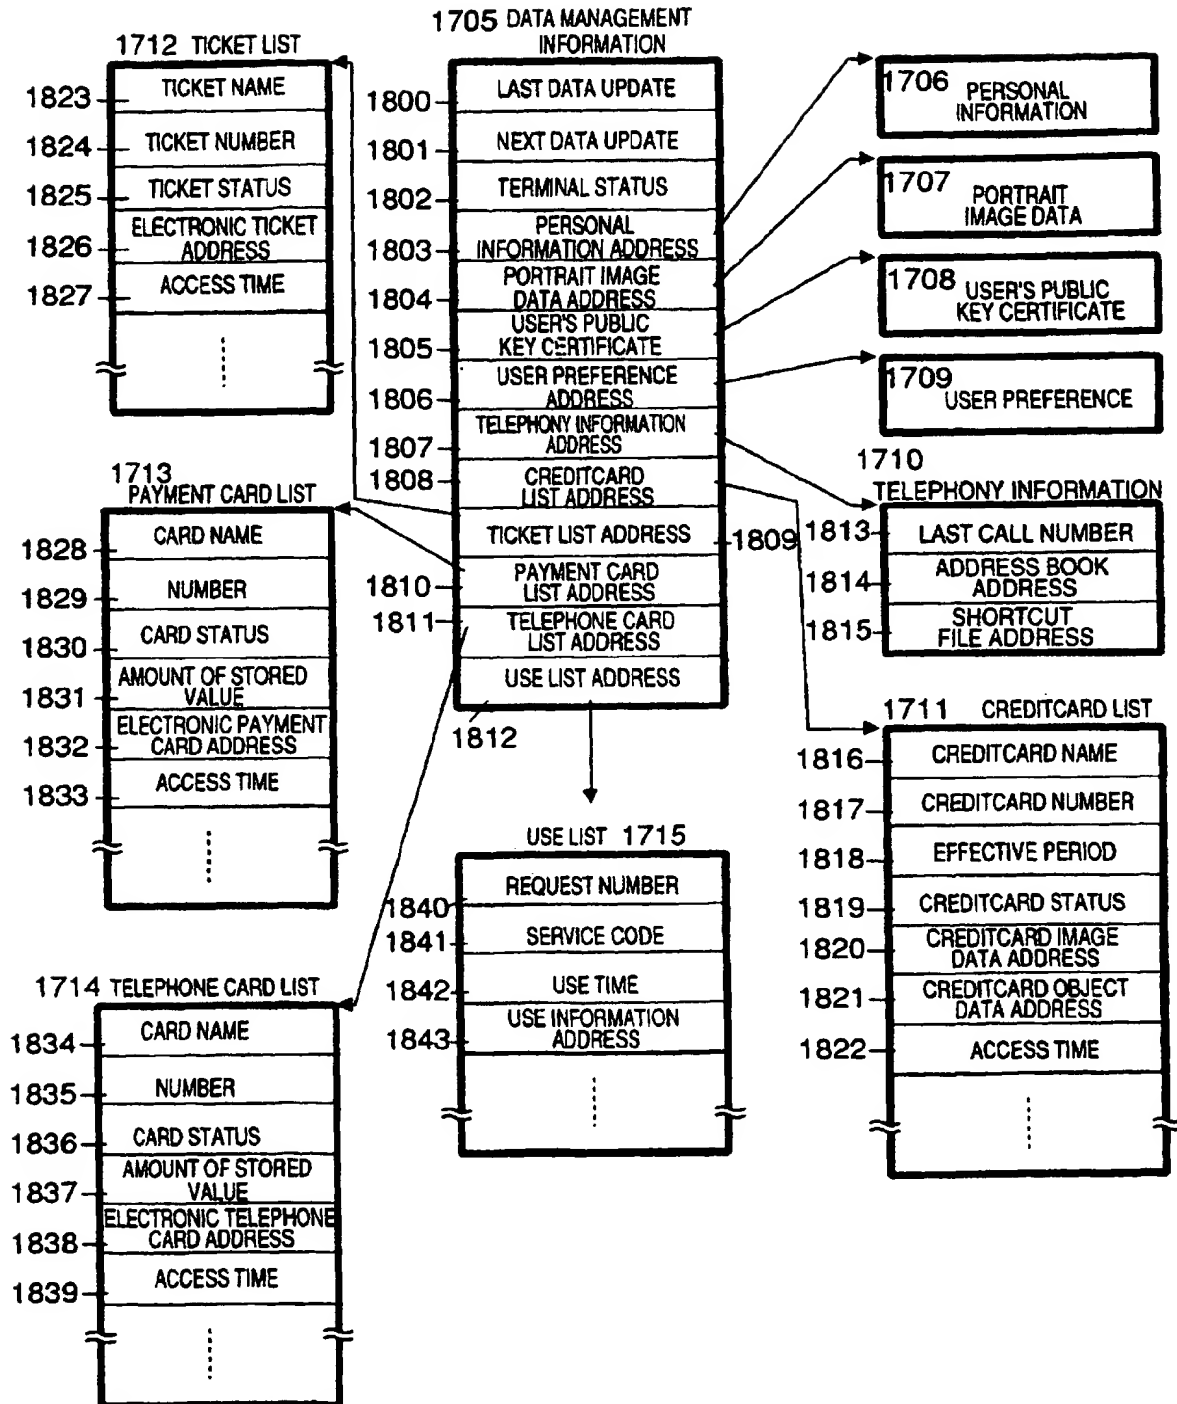 1705 DATA MANAGEMENT
INFORMATION
1800 LAST DATA UPDATE
1801 NEXT DATA UPDATE
1802 TERMINAL STATUS
1803 PERSONAL
INFORMATION ADDRESS
1804 PORTRAIT IMAGE
DATA ADDRESS
1805 USER'S PUBLIC
KEY CERTIFICATE
1806 USER PREFERENCE
ADDRESS
1807 TELEPHONY INFORMATION
ADDRESS
1808 CREDITCARD
LIST ADDRESS
TICKET LIST ADDRESS 1809
1810 PAYMENT CARD
LIST ADDRESS
1811 TELEPHONE CARD
LIST ADDRESS
USE LIST ADDRESS
1812
1712 TICKET LIST
1823 TICKET NAME
1824 TICKET NUMBER
1825 TICKET STATUS
1826 ELECTRONIC TICKET
ADDRESS
1827 ACCESS TIME
1713
PAYMENT CARD LIST
1828 CARD NAME
1829 NUMBER
1830 CARD STATUS
1831 AMOUNT OF STORED
VALUE
1832 ELECTRONIC PAYMENT
CARD ADDRESS
1833 ACCESS TIME
1714 TELEPHONE CARD LIST
1834 CARD NAME
1835 NUMBER
1836 CARD STATUS
1837 AMOUNT OF STORED
VALUE
1838 ELECTRONIC TELEPHONE
CARD ADDRESS
1839 ACCESS TIME
USE LIST 1715
1840 REQUEST NUMBER
1841 SERVICE CODE
1842 USE TIME
1843 USE INFORMATION
ADDRESS
1706 PERSONAL
INFORMATION
1707 PORTRAIT
IMAGE DATA
1708 USER'S PUBLIC
KEY CERTIFICATE
1709 USER PREFERENCE
1710
TELEPHONY INFORMATION
1813 LAST CALL NUMBER
1814 ADDRESS BOOK
ADDRESS
1815 SHORTCUT
FILE ADDRESS
1711 CREDITCARD LIST
1816 CREDITCARD NAME
1817 CREDITCARD NUMBER
1818 EFFECTIVE PERIOD
1819 CREDITCARD STATUS
1820 CREDITCARD IMAGE
DATA ADDRESS
1821 CREDITCARD OBJECT
DATA ADDRESS
1822 ACCESS TIME